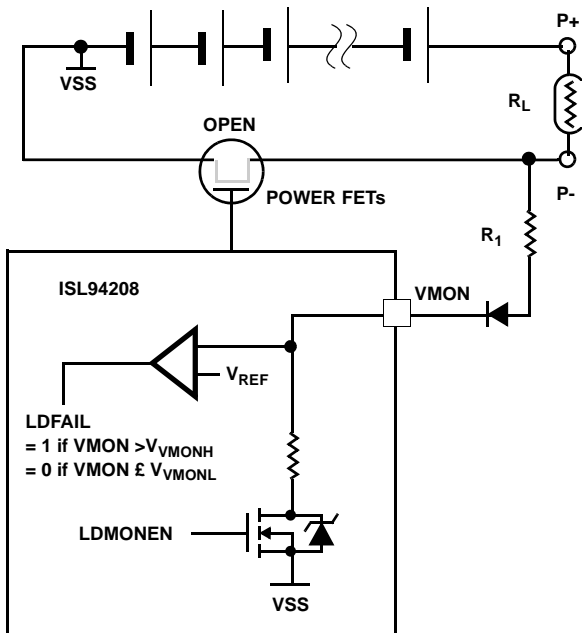 P+
VSS
RL
OPEN
P-
POWER FETs
R1
ISL94208
VMON
VREF
LDFAIL
= 1 if VMON >VVMONH
= 0 if VMON £ VVMONL
LDMONEN
VSS